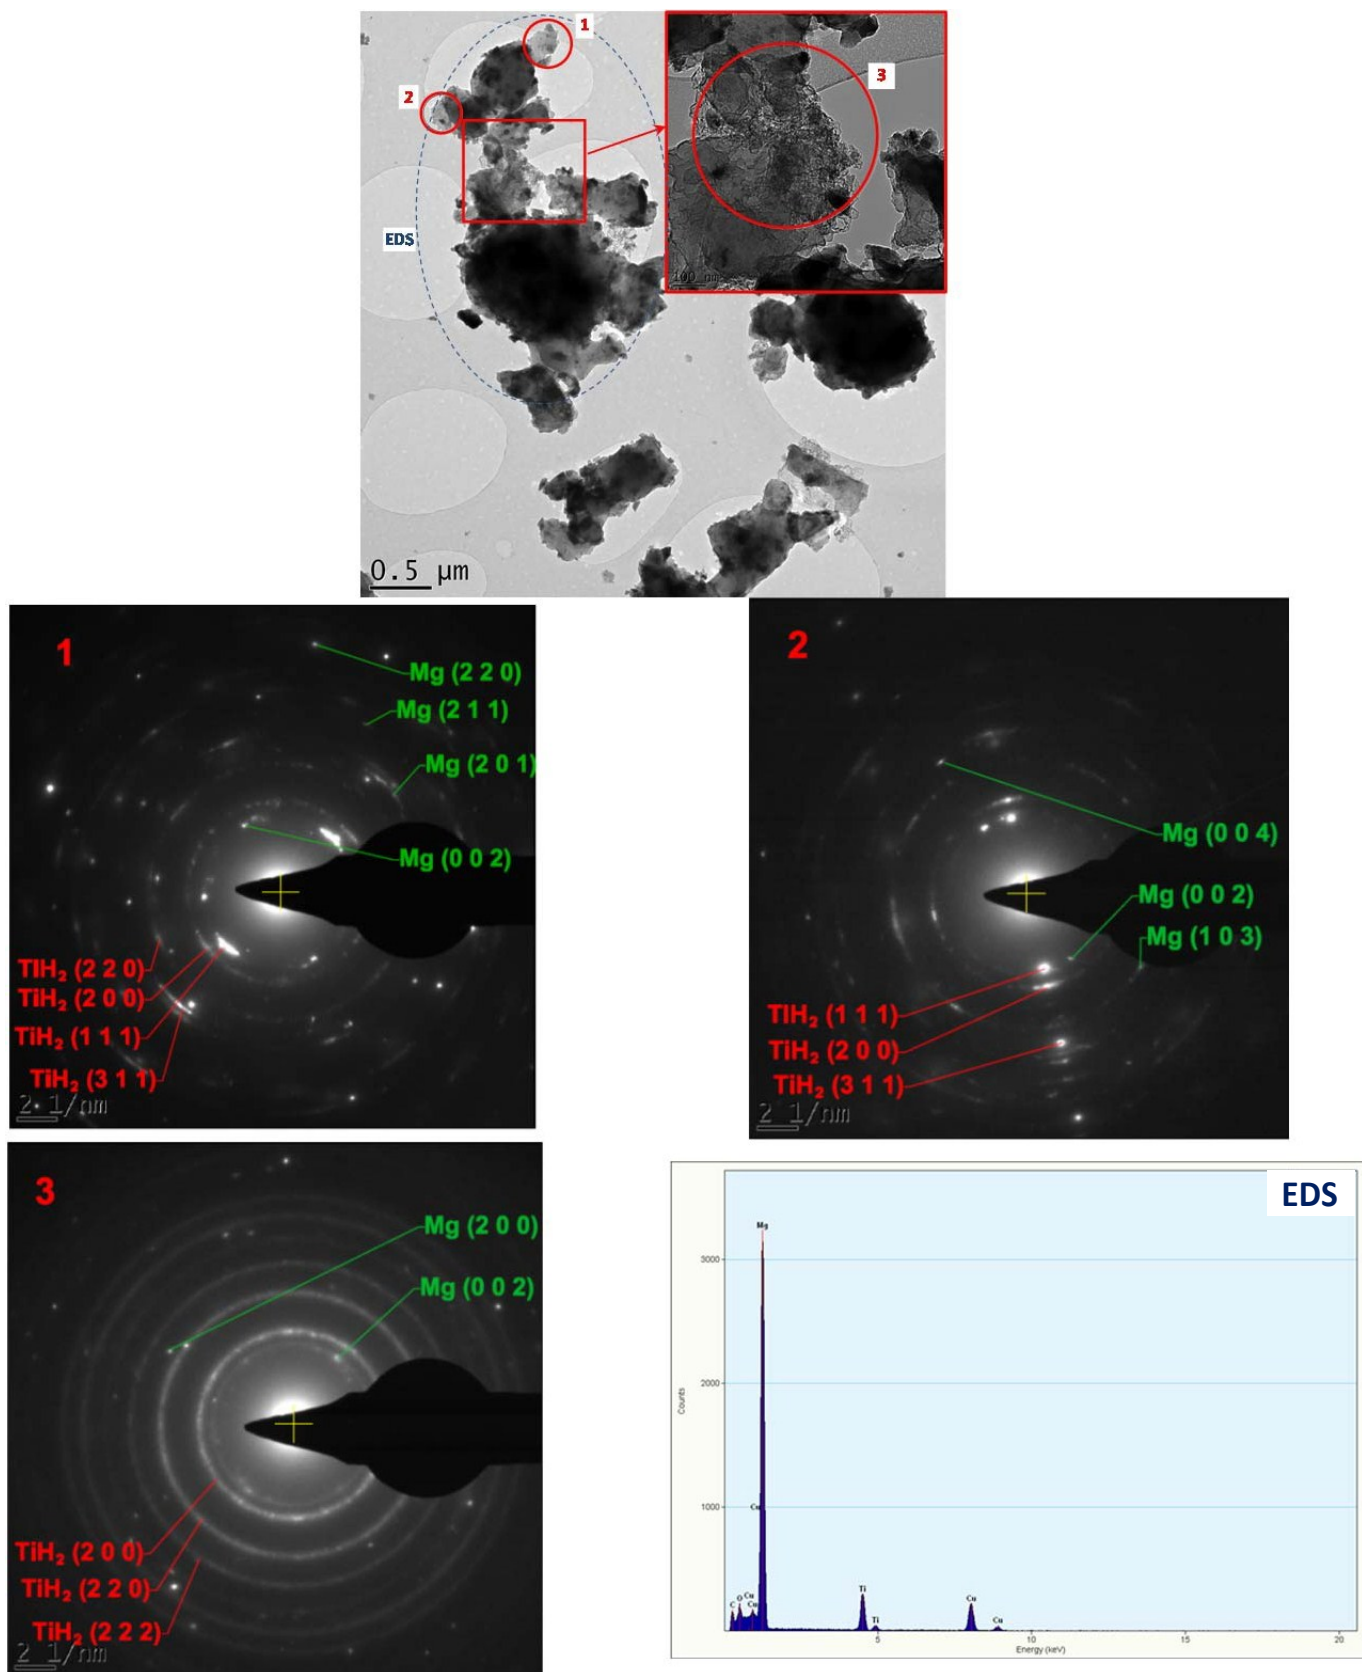 1
2
3
EDS
100 nm
0.5 µm
1
Mg (2 2 0)
Mg (2 1 1)
Mg (2 0 1)
Mg (0 0 2)
TiH₂ (2 2 0)
TiH₂ (2 0 0)
TiH₂ (1 1 1)
TiH₂ (3 1 1)
2 1/nm
2
Mg (0 0 4)
Mg (0 0 2)
Mg (1 0 3)
TiH₂ (1 1 1)
TiH₂ (2 0 0)
TiH₂ (3 1 1)
2 1/nm
3
Mg (2 0 0)
Mg (0 0 2)
TiH₂ (2 0 0)
TiH₂ (2 2 0)
TiH₂ (2 2 2)
2 1/nm
EDS
Mg
3000
2000
Counts
1000
Cu
C
O
Cu
Cu
Ti
Ti
Cu
Cu
5
10
15
20
Energy (keV)